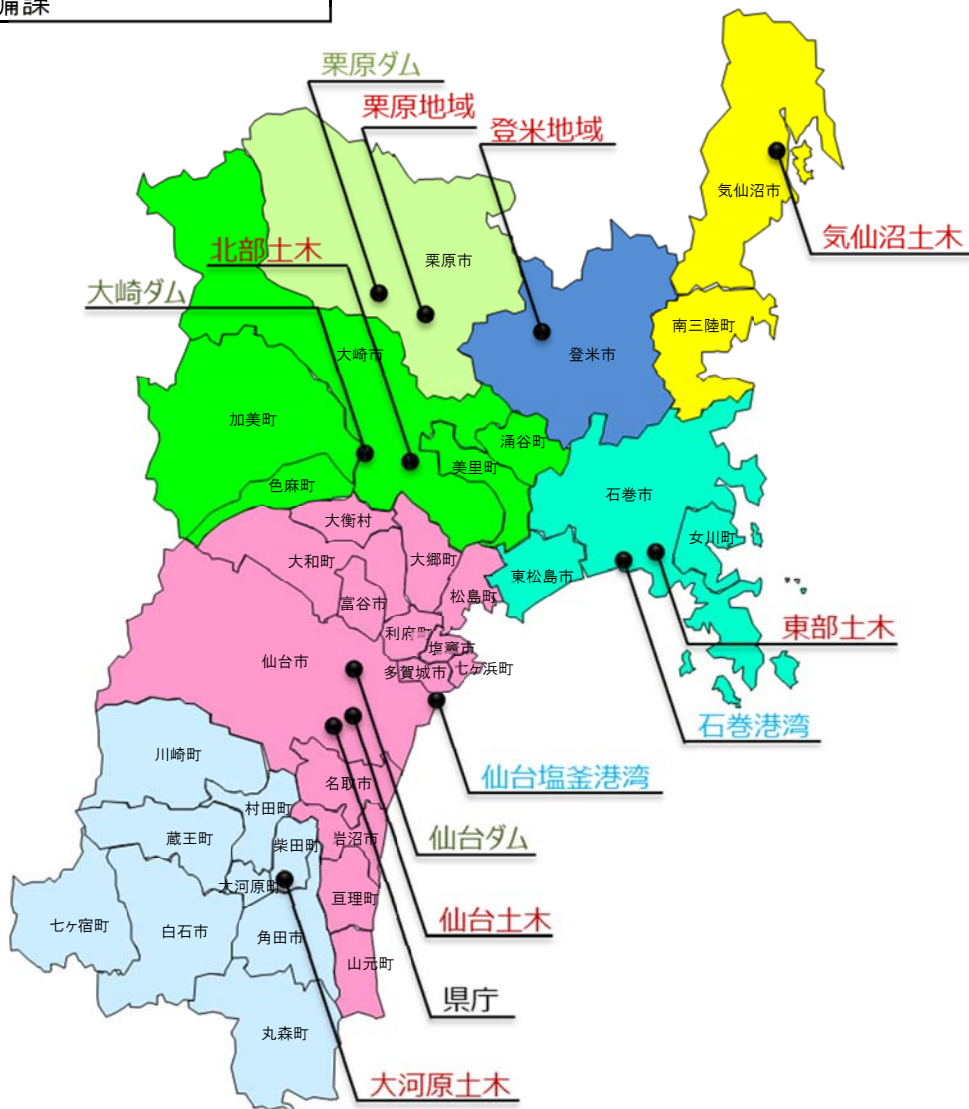 備課
栗原ダム
栗原地域
登米地域
気仙沼市
気仙沼土木
北部土木
栗原市
大崎ダム
南三陸町
大崎市
登米市
加美町
涌谷町
美里町
色麻町
石巻市
大衡村
女川町
大和町
大郷町
東松島市
富谷市
松島町
利府町
東部土木
塩竈市
仙台市
多賀城市
七ヶ浜町
石巻港湾
川崎町
仙台塩釜港湾
名取市
村田町
蔵王町
柴田町
岩沼市
仙台ダム
大河原町
亘理町
七ヶ宿町
白石市
角田市
仙台土木
山元町
県庁
丸森町
大河原土木